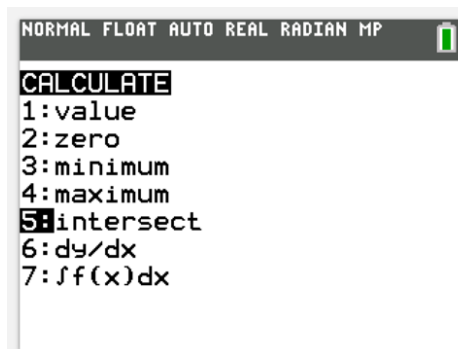 NORMAL FLOAT AUTO REAL RADIAN MP
CALCULATE
1:value
2:zero
3:minimum
4:maximum
5:intersect
6:dy/dx
7:∫f(x)dx